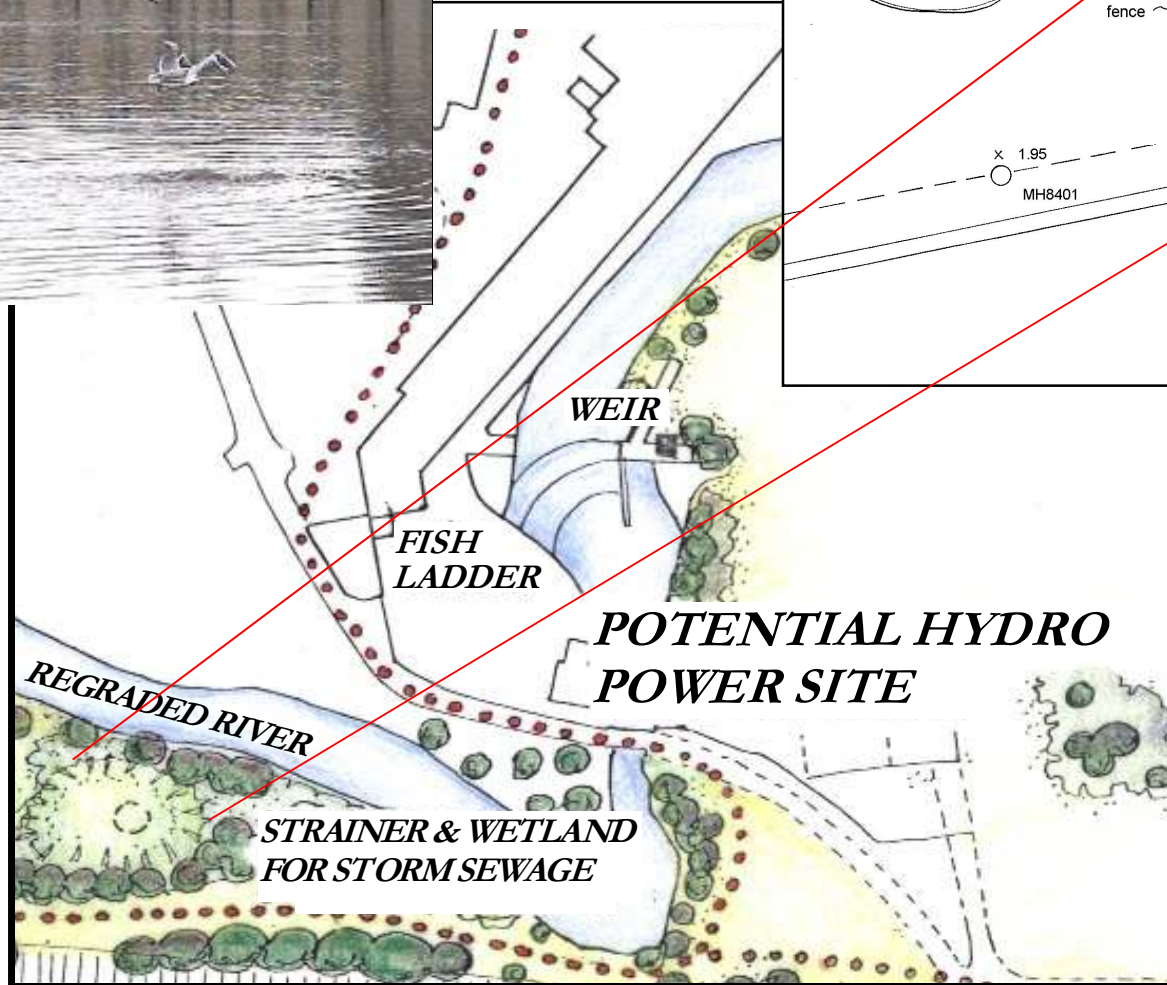 fence
x 1.95
MH8401
WEIR
FISH
LADDER
POTENTIAL HYDRO
POWER SITE
REGRADED RIVER
STRAINER & WETLAND
FOR STORM SEWAGE